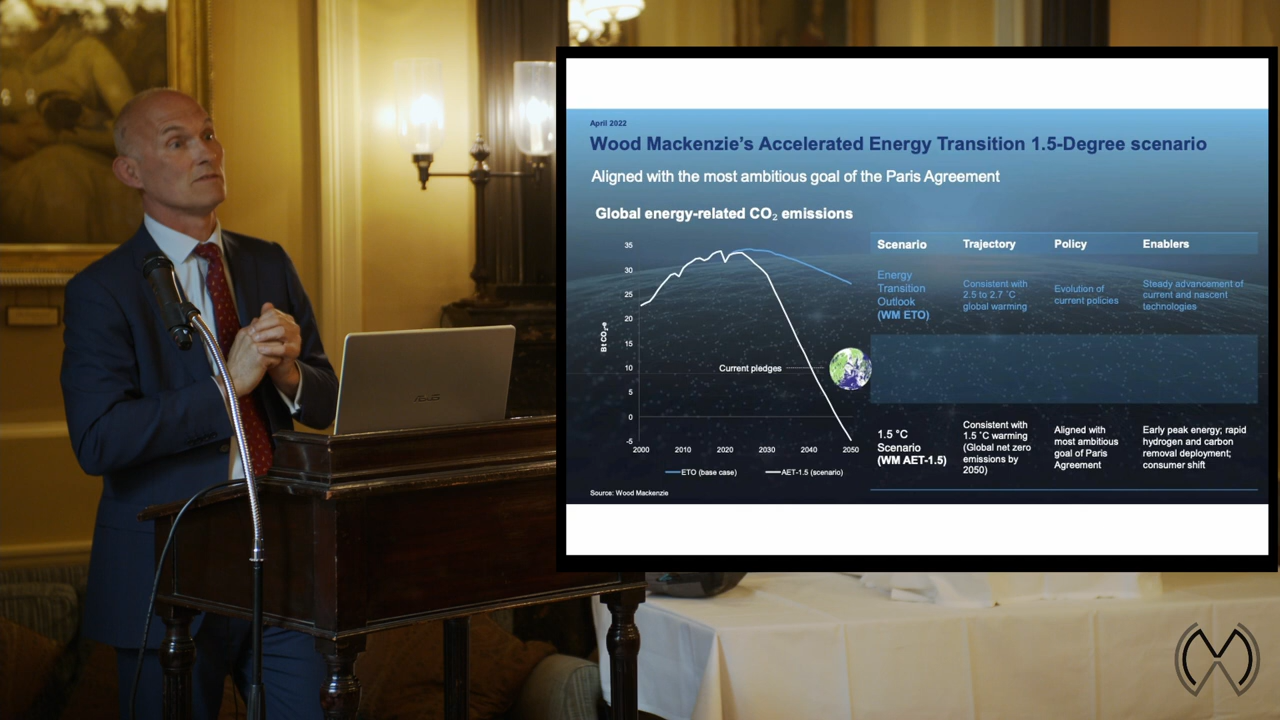 April 2022
Wood Mackenzie's Accelerated Energy Transition 1.5-Degree scenario
Aligned with the most ambitious goal of the Paris Agreement
Global energy-related CO₂ emissions
35
30
25
20
15
10
5
0
-5
Bt CO₂e
2000 2010 2020 2030 2040 2050
Current pledges
ETO (base case) AET-1.5 (scenario)
Source: Wood Mackenzie
Scenario Trajectory Policy Enablers
Energy
Transition
Outlook
(WM ETO)
Consistent with
2.5 to 2.7 ˚C
global warming
Evolution of
current policies
Steady advancement of
current and nascent
technologies
1.5 °C
Scenario
(WM AET-1.5)
Consistent with
1.5 ˚C warming
(Global net zero
emissions by
2050)
Aligned with
most ambitious
goal of Paris
Agreement
Early peak energy; rapid
hydrogen and carbon
removal deployment;
consumer shift
ASUS